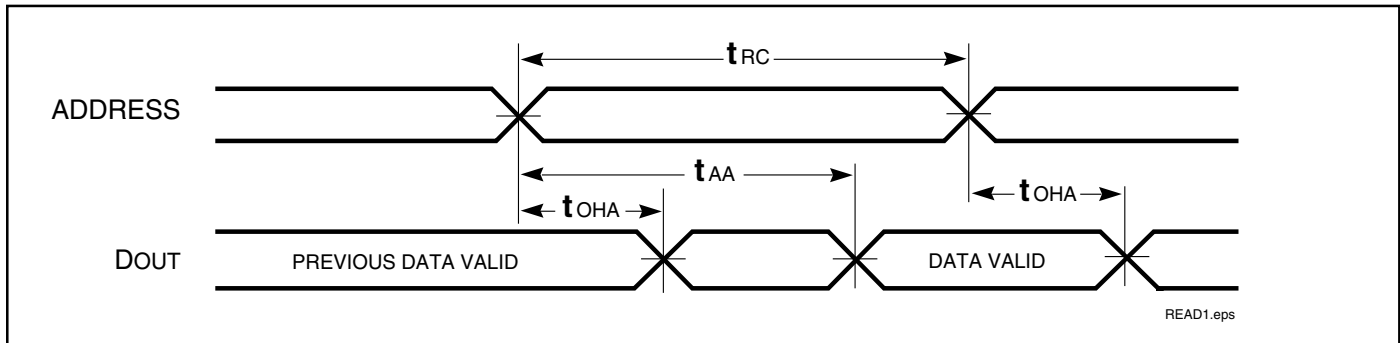 tRC
ADDRESS
tAA
tOHA
tOHA
DOUT
PREVIOUS DATA VALID
DATA VALID
READ1.eps